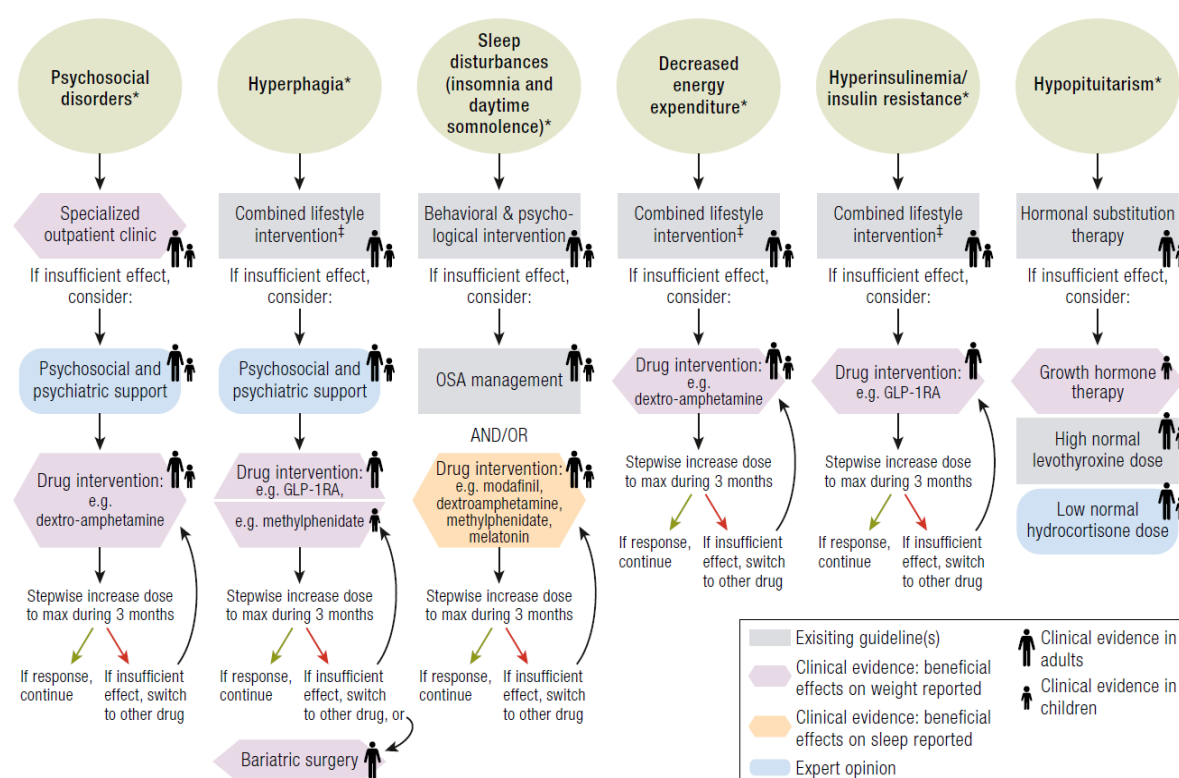 Psychosocial
disorders*
Hyperphagia*
Sleep
disturbances
(insomnia and
daytime
somnolence)*
Decreased
energy
expenditure*
Hyperinsulinemia/
insulin resistance*
Hypopituitarism*
Specialized
outpatient clinic
If insufficient effect,
consider:
Psychosocial and
psychiatric support
Drug intervention:
e.g.
dextro-amphetamine
Stepwise increase dose
to max during 3 months
If response,
continue
If insufficient
effect, switch
to other drug
Combined lifestyle
intervention‡
If insufficient effect,
consider:
Psychosocial and
psychiatric support
Drug intervention:
e.g. GLP-1RA,
e.g. methylphenidate
Stepwise increase dose
to max during 3 months
If response,
continue
If insufficient
effect, switch
to other drug, or
Bariatric surgery
Behavioral & psycho-
logical intervention
If insufficient effect,
consider:
OSA management
AND/OR
Drug intervention:
e.g. modafinil,
dextroamphetamine,
methylphenidate,
melatonin
Stepwise increase dose
to max during 3 months
If response,
continue
If insufficient
effect, switch
to other drug
Combined lifestyle
intervention‡
If insufficient effect,
consider:
Drug intervention:
e.g.
dextro-amphetamine
Stepwise increase dose
to max during 3 months
If response,
continue
If insufficient
effect, switch
to other drug
Combined lifestyle
intervention‡
If insufficient effect,
consider:
Drug intervention:
e.g. GLP-1RA
Stepwise increase dose
to max during 3 months
If response,
continue
If insufficient
effect, switch
to other drug
Hormonal substitution
therapy
If insufficient effect,
consider:
Growth hormone
therapy
High normal
levothyroxine dose
Low normal
hydrocortisone dose
Exisiting guideline(s)
Clinical evidence: beneficial
effects on weight reported
Clinical evidence: beneficial
effects on sleep reported
Expert opinion
Clinical evidence in
adults
Clinical evidence in
children